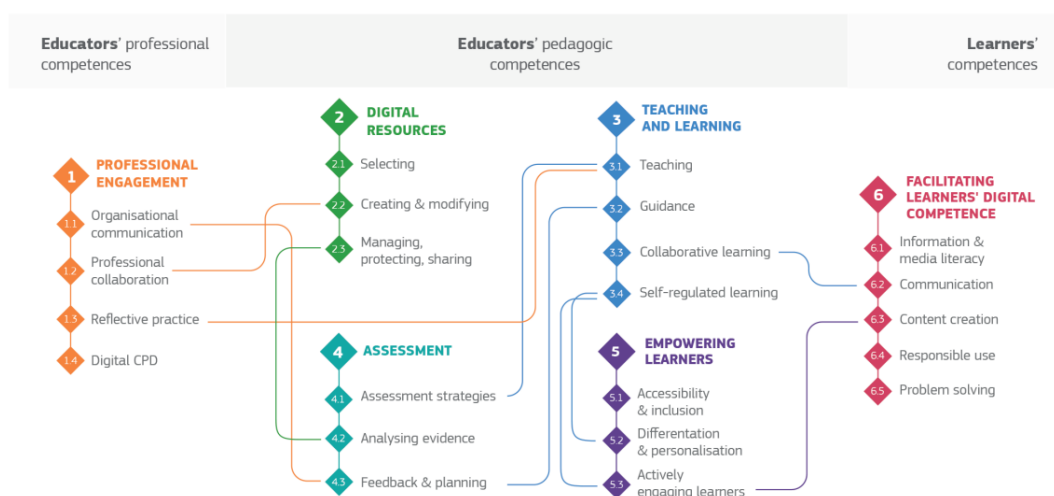 Educators' professional
competences
Educators' pedagogic
competences
Learners'
competences
1
PROFESSIONAL
ENGAGEMENT
1.1
Organisational
communication
1.2
Professional
collaboration
1.3
Reflective practice
1.4
Digital CPD
2
DIGITAL
RESOURCES
2.1
Selecting
2.2
Creating & modifying
2.3
Managing,
protecting, sharing
3
TEACHING
AND LEARNING
3.1
Teaching
3.2
Guidance
3.3
Collaborative learning
3.4
Self-regulated learning
4
ASSESSMENT
4.1
Assessment strategies
4.2
Analysing evidence
4.3
Feedback & planning
5
EMPOWERING
LEARNERS
5.1
Accessibility
& inclusion
5.2
Differentation
& personalisation
5.3
Actively
engaging learners
6
FACILITATING
LEARNERS' DIGITAL
COMPETENCE
6.1
Information &
media literacy
6.2
Communication
6.3
Content creation
6.4
Responsible use
6.5
Problem solving